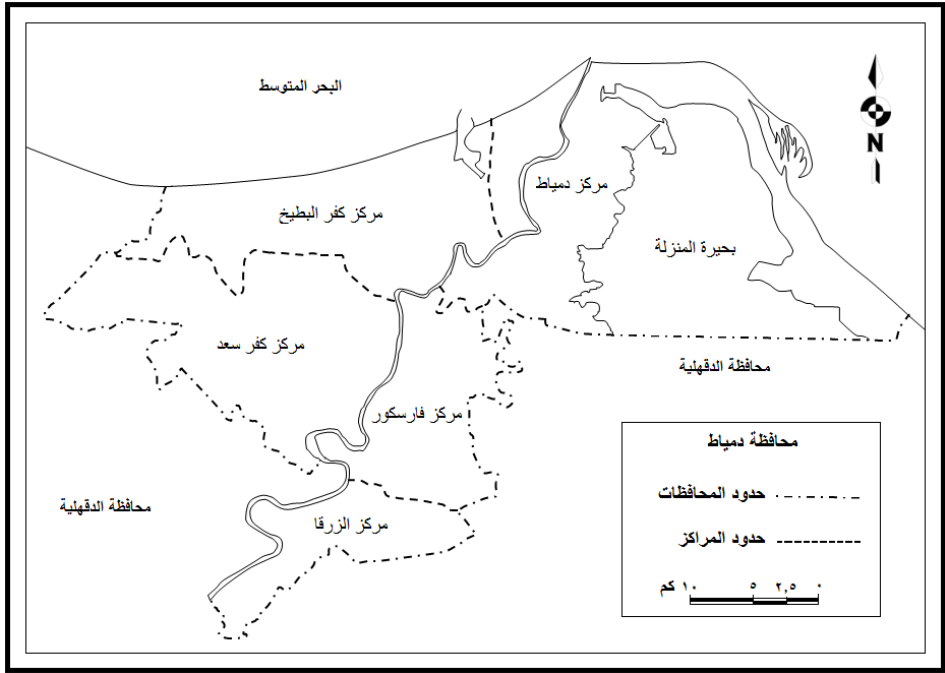 البحر المتوسط
N
مركز دمياط
مركز كفر البطيخ
بحيرة المنزلة
مركز كفر سعد
محافظة الدقهلية
مركز فارسكور
محافظة دمياط
حدود المحافظات
محافظة الدقهلية
مركز الزرقا
حدود المراكز
٠ ٢,٥ ٥ ١٠ كم